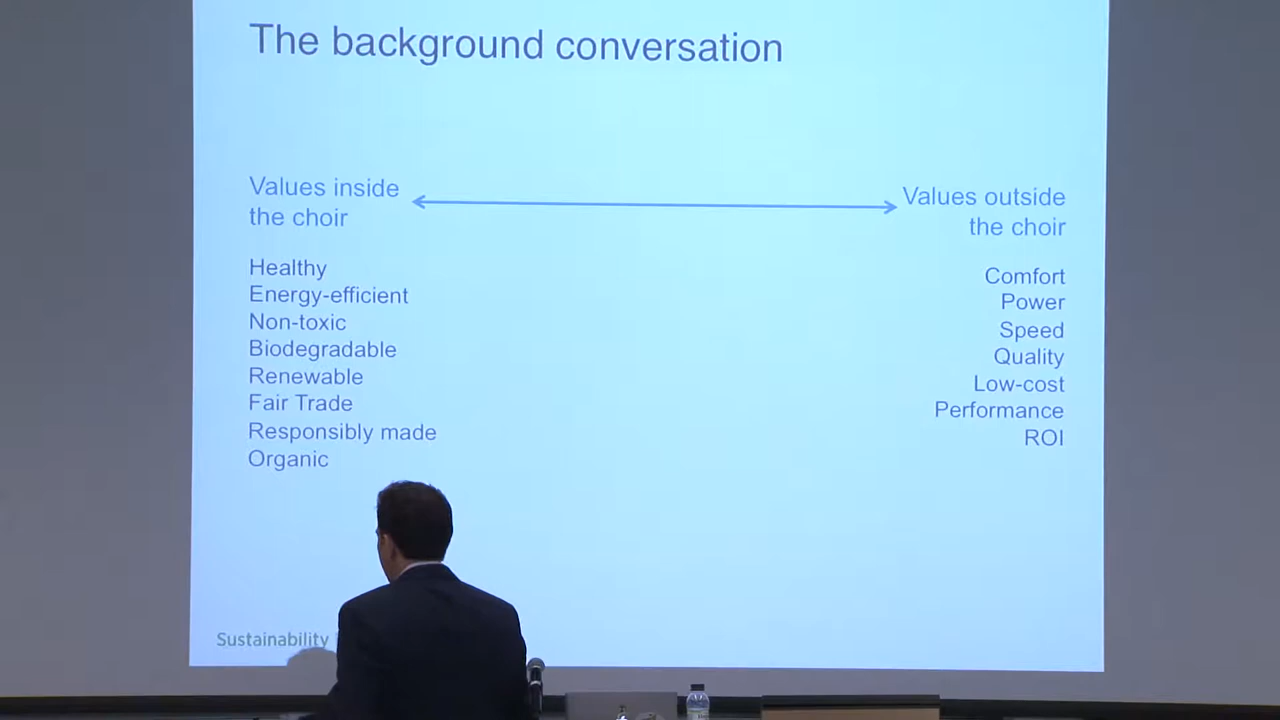 The background conversation
Values inside
the choir
Values outside
the choir
Healthy
Energy-efficient
Non-toxic
Biodegradable
Renewable
Fair Trade
Responsibly made
Organic
Comfort
Power
Speed
Quality
Low-cost
Performance
ROI
Sustainability